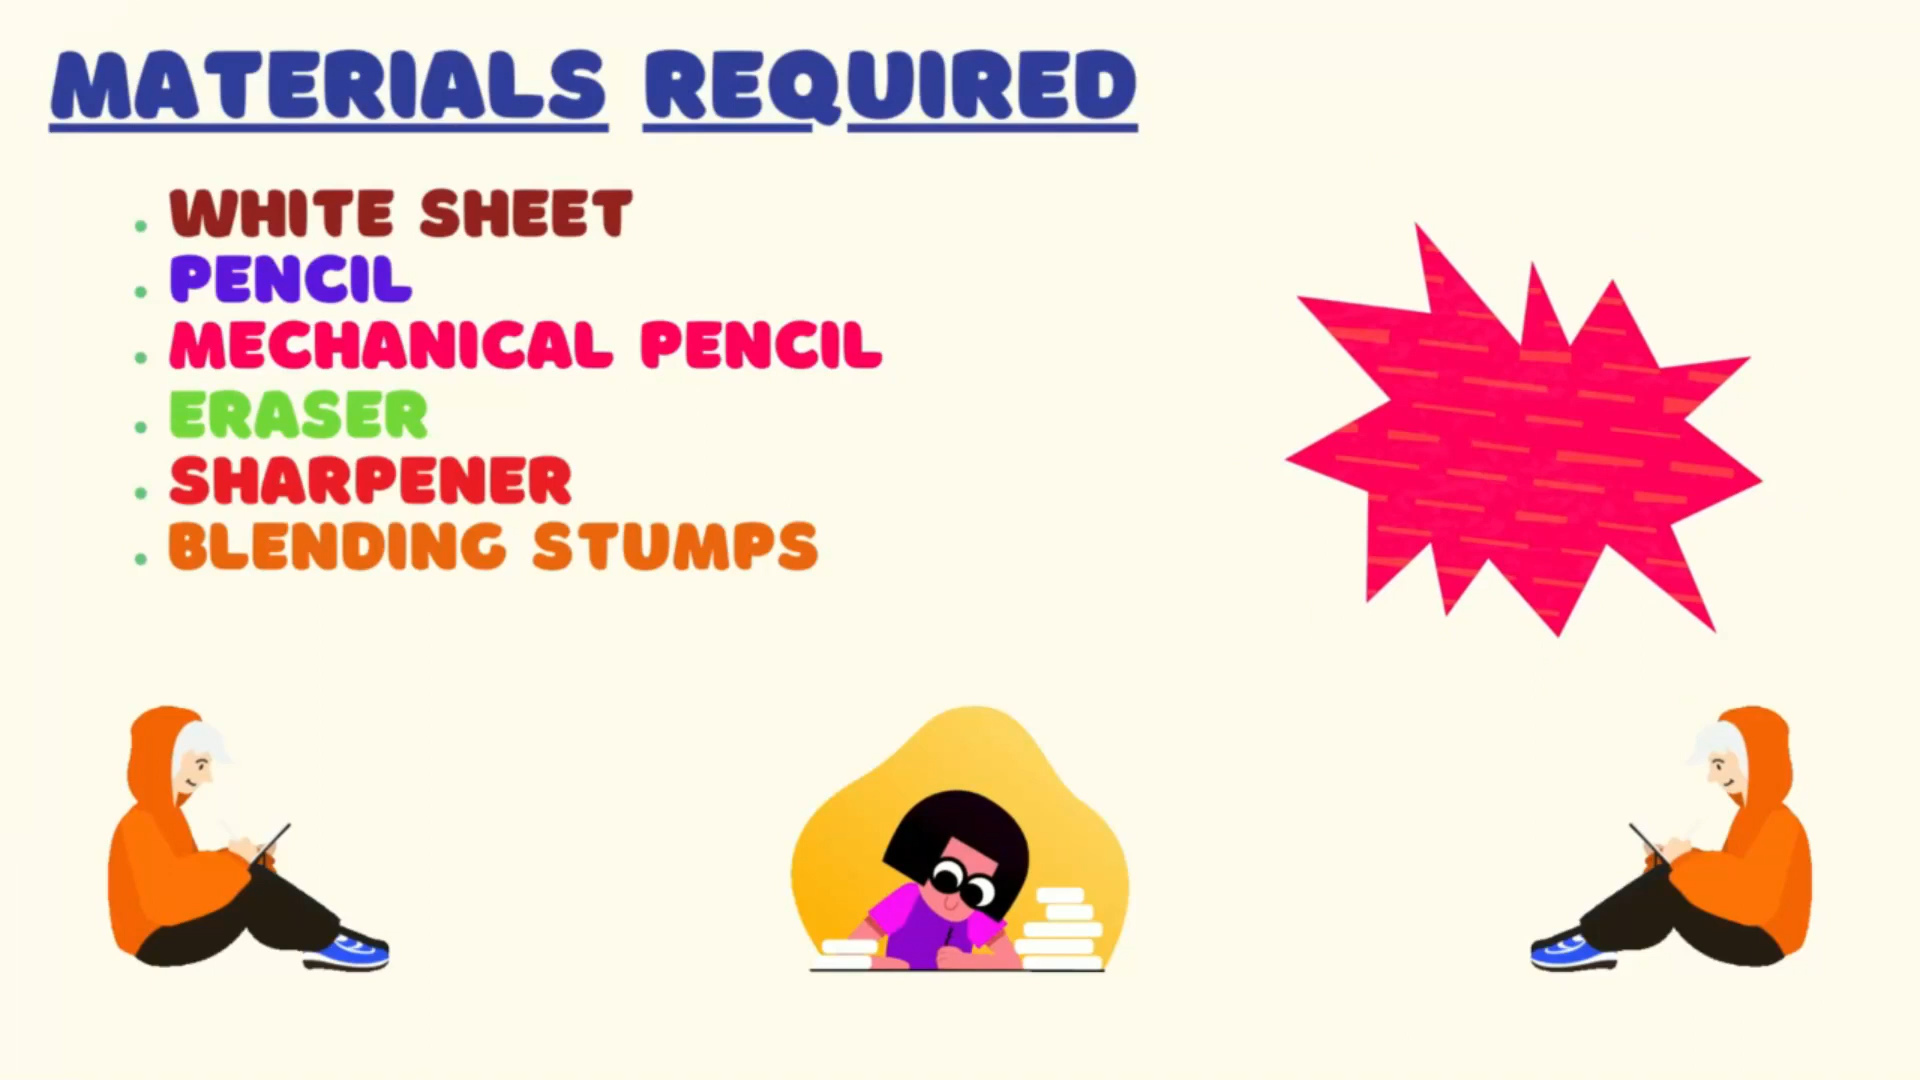 MATERIALS REQUIRED
• WHITE SHEET
• PENCIL
• MECHANICAL PENCIL
• ERASER
• SHARPENER
• BLENDING STUMPS